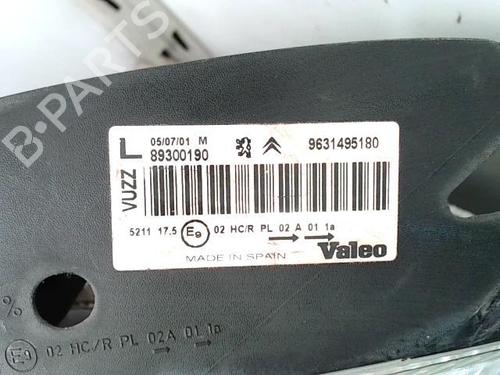 B-PARTS
VUZZ
L
05/07/01 M
89300190
9631495180
5211 17.5 E9 02 HC/R PL 02 A 01 1a
Valeo
MADE IN SPAIN
%
E9 02 HC/R PL 02A 01 1a